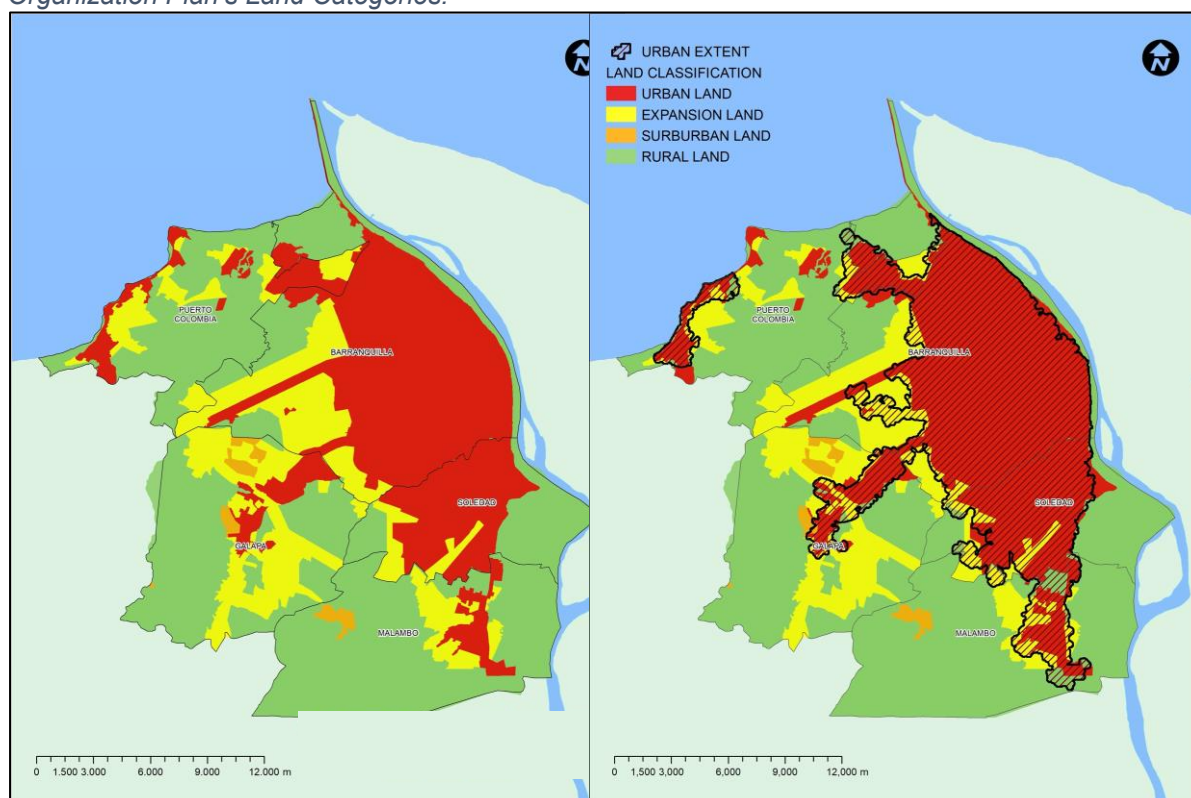 Organization Plan's Land Categories.
N
PUERTO
COLOMBIA
BARRANQUILLA
SOLEDAD
GALAPA
MALAMBO
0 1.500 3.000 6.000 9.000 12.000 m
URBAN EXTENT
LAND CLASSIFICATION
URBAN LAND
EXPANSION LAND
SURBURBAN LAND
RURAL LAND
N
PUERTO
COLOMBIA
BARRANQUILLA
SOLEDAD
GALAPA
MALAMBO
0 1,500 3.000 6.000 9.000 12,000 m